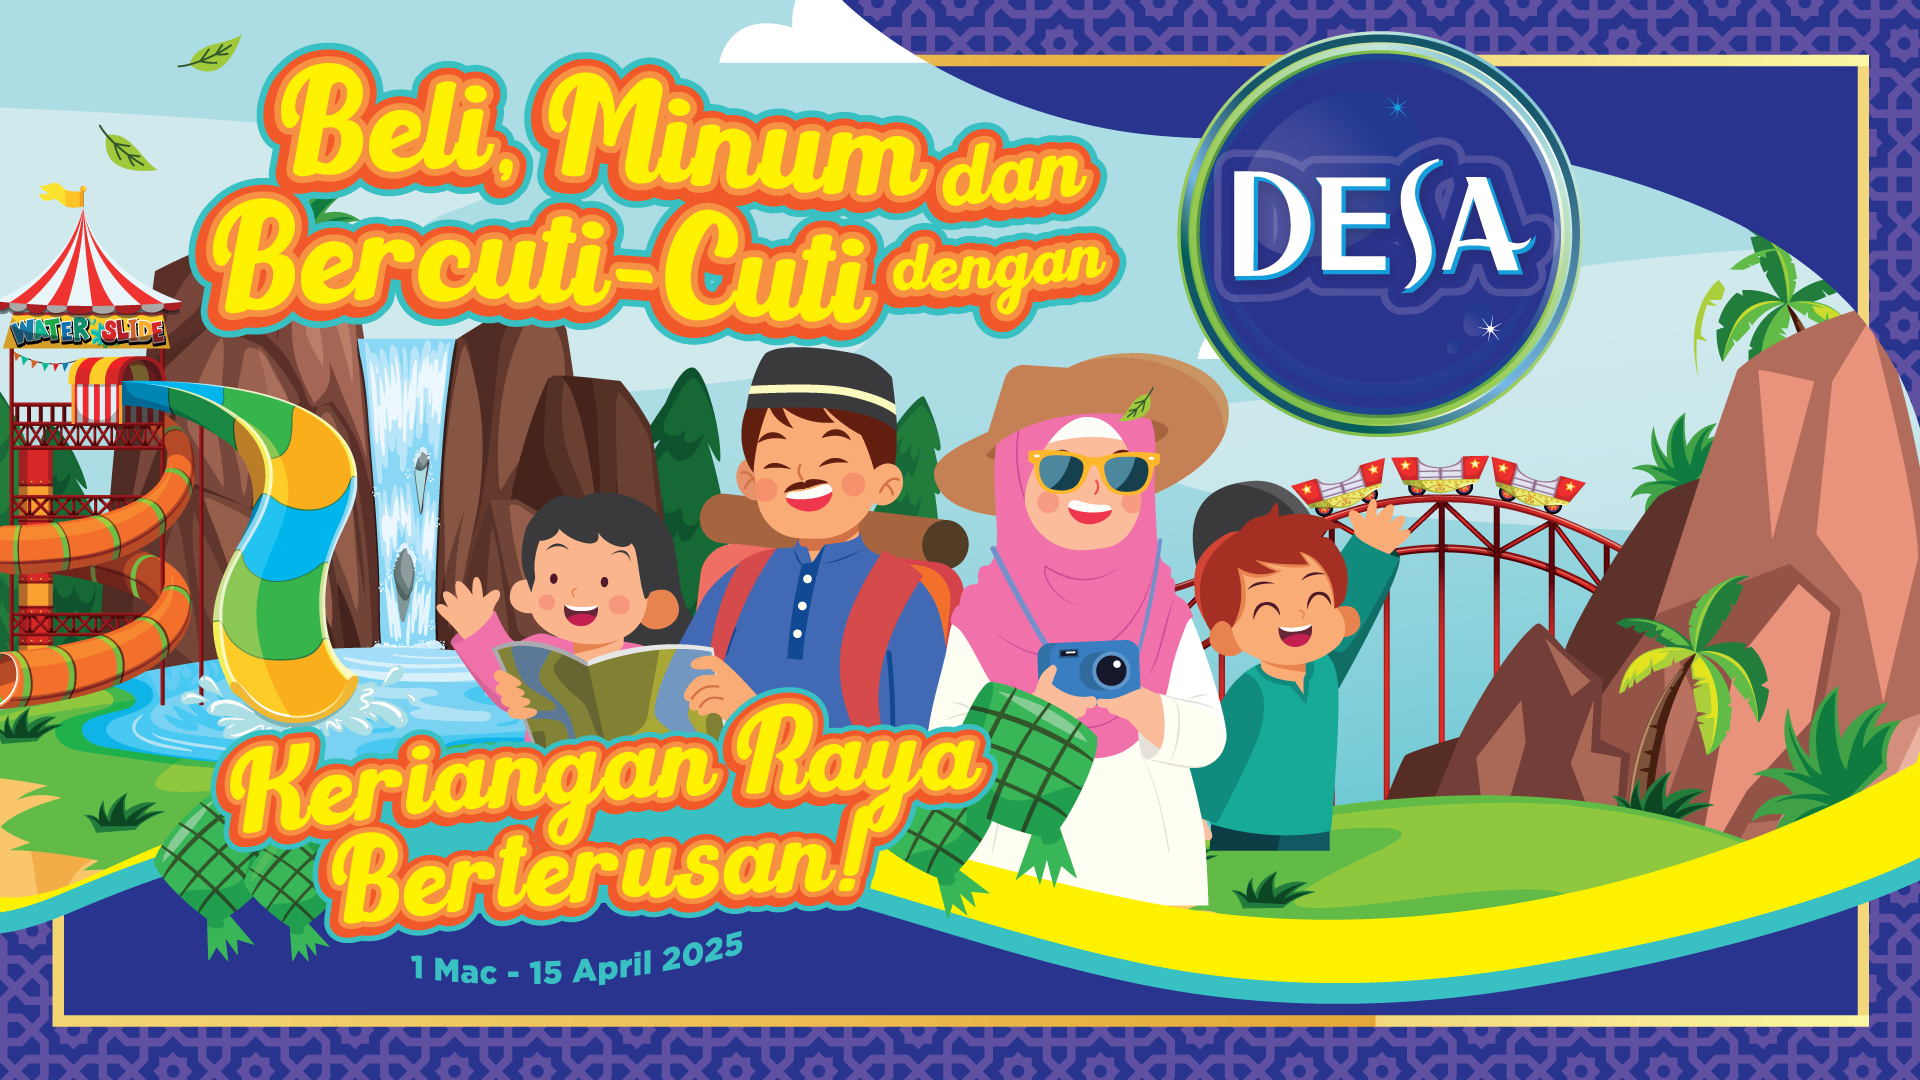 Beli, Minum dan
Bercuti-Cuti dengan
DESA
WATER SLIDE
Keriangan Raya
Berterusan!
1 Mac - 15 April 2025